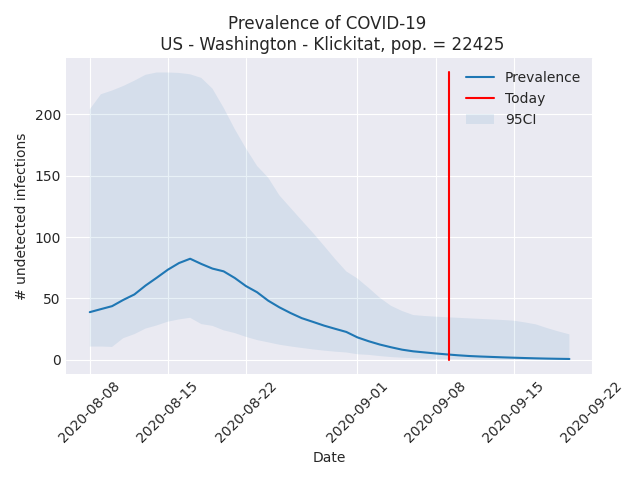 Prevalence of COVID-19
US - Washington - Klickitat, pop. = 22425
Prevalence
Today
95CI
200
150
100
50
0
# undetected infections
2020-08-08
2020-08-15
2020-08-22
2020-09-01
2020-09-08
2020-09-15
2020-09-22
Date